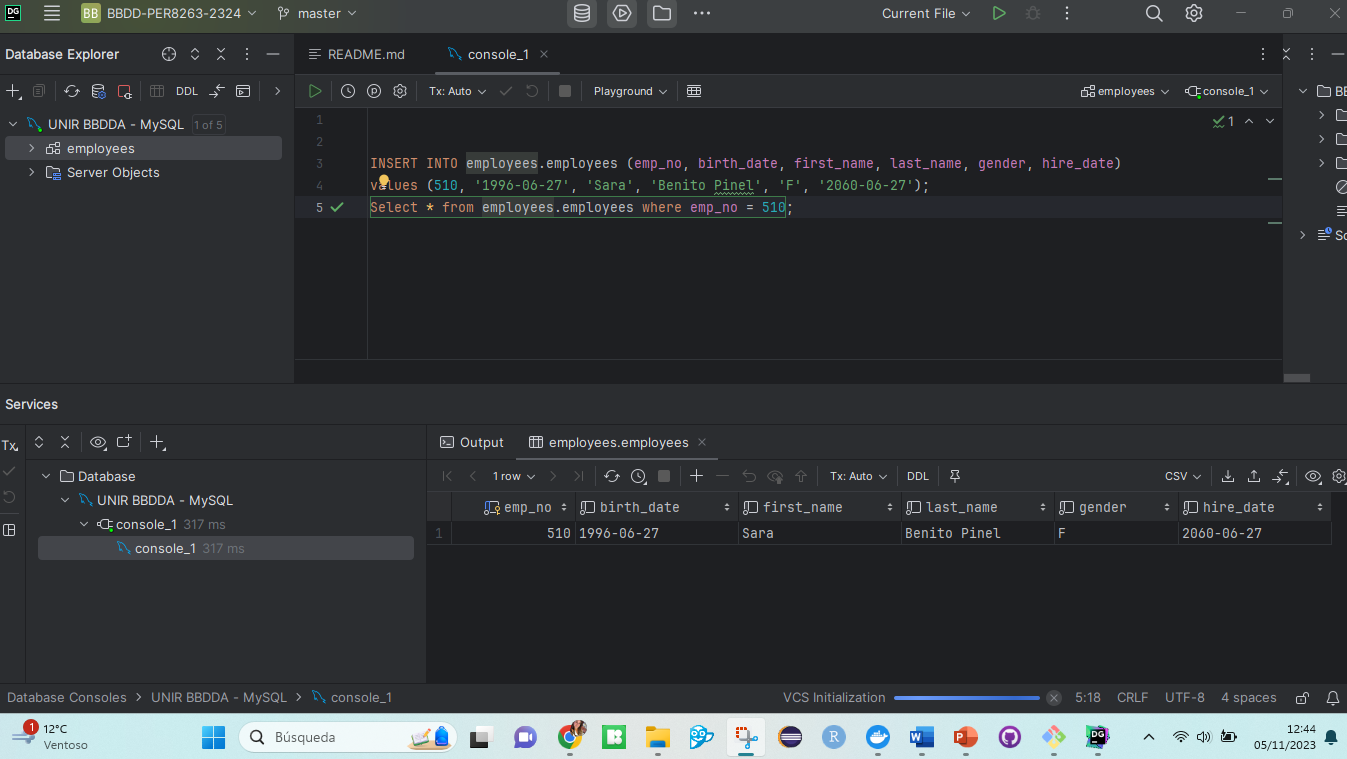 BB BBDD-PER8263-2324 master Current File
Database Explorer README.md console_1
DDL Tx: Auto Playground employees console_1
UNIR BBDDA - MySQL 1 of 5
employees
Server Objects
1
2
3 INSERT INTO employees.employees (emp_no, birth_date, first_name, last_name, gender, hire_date)
4 values (510, '1996-06-27', 'Sara', 'Benito Pinel', 'F', '2060-06-27');
5 Select * from employees.employees where emp_no = 510;
1
Services
Tx
Output employees.employees
1 row Tx: Auto DDL CSV
Database
UNIR BBDDA - MySQL
console_1 317 ms
console_1 317 ms
emp_no birth_date first_name last_name gender hire_date
1 510 1996-06-27 Sara Benito Pinel F 2060-06-27
Database Consoles UNIR BBDDA - MySQL console_1 VCS Initialization 5:18 CRLF UTF-8 4 spaces
1 12°C
Ventoso
Búsqueda
12:44
05/11/2023